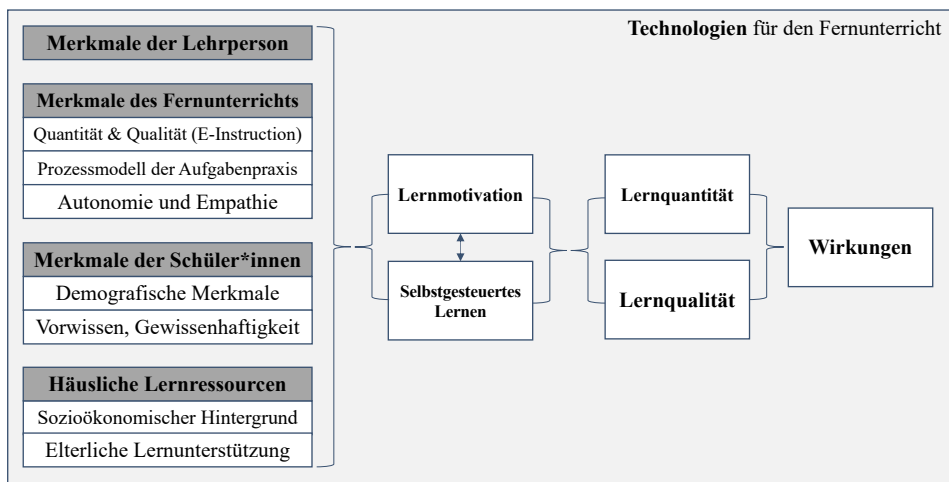 Technologien für den Fernunterricht
Merkmale der Lehrperson
Merkmale des Fernunterrichts
Quantität & Qualität (E-Instruction)
Prozessmodell der Aufgabenpraxis
Autonomie und Empathie
Merkmale der Schüler*innen
Demografische Merkmale
Vorwissen, Gewissenhaftigkeit
Häusliche Lernressourcen
Sozioökonomischer Hintergrund
Elterliche Lernunterstützung
Lernmotivation
Selbstgesteuertes
Lernen
Lernquantität
Lernqualität
Wirkungen